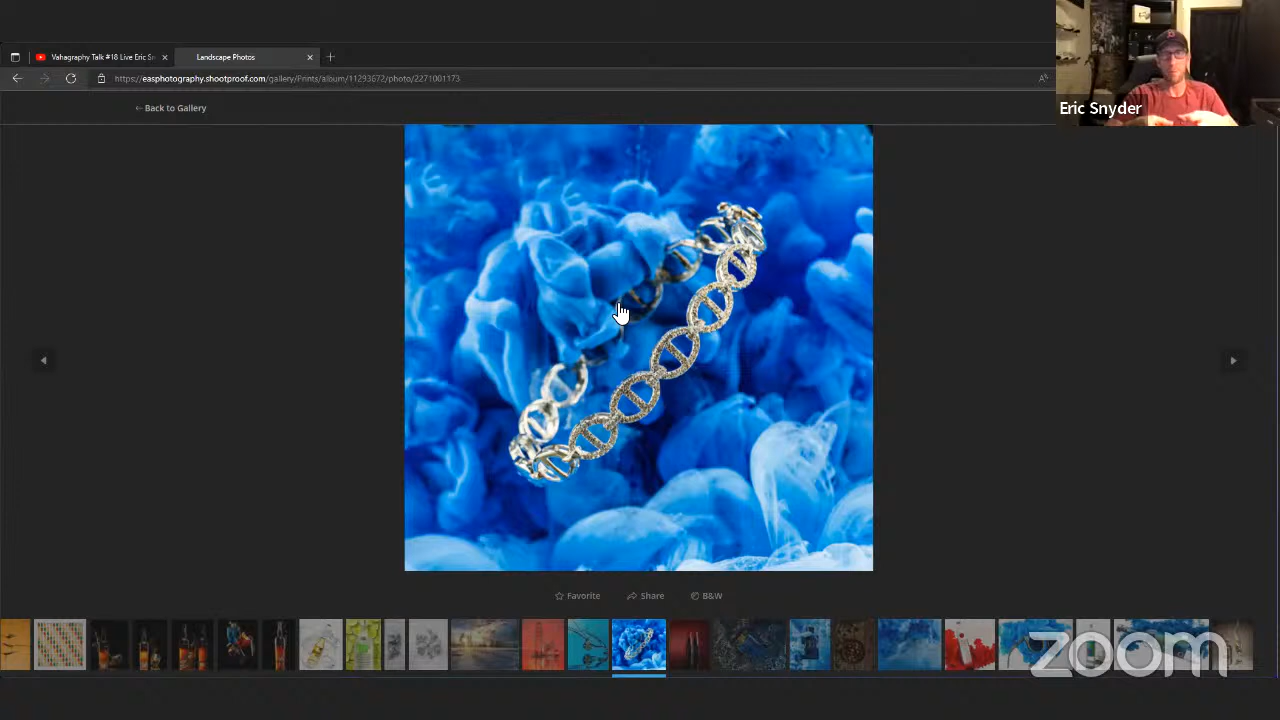 Vahagraphy Talk #18 Live Eric Sn
Landscape Photos
https://easphotography.shootproof.com/gallery/Prints/album/11293672/photo/2271001173
← Back to Gallery
Eric Snyder
Favorite
Share
B&W
zoom